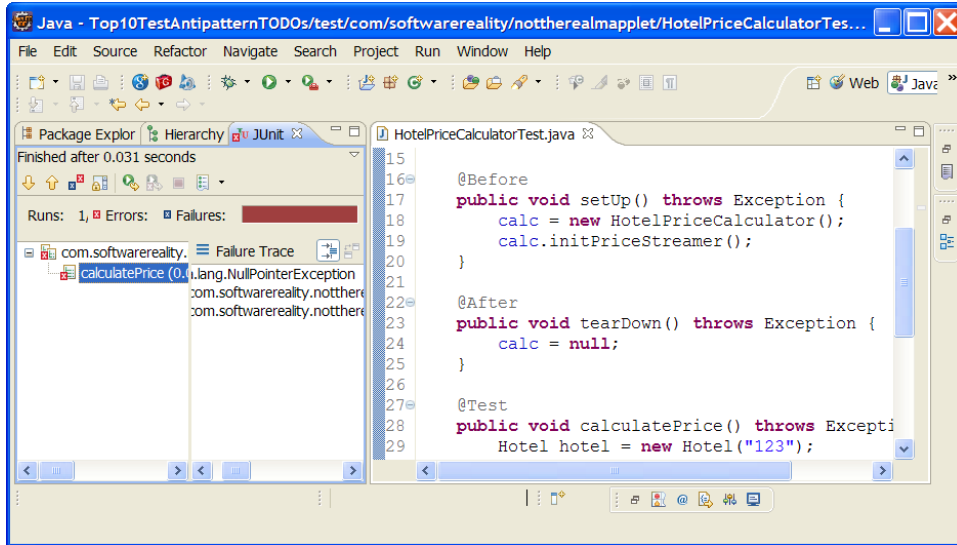 Java - Top10TestAntipatternTODOs/test/com/softwarereality/nottherealmapplet/HotelPriceCalculatorTes...
File Edit Source Refactor Navigate Search Project Run Window Help
Web Java
Package Explor Hierarchy JUnit
HotelPriceCalculatorTest.java
Finished after 0.031 seconds
Runs: 1/ Errors: Failures:
com.softwarereality.
calculatePrice (0.0
Failure Trace
a.lang.NullPointerException
com.softwarereality.notthere
com.softwarereality.notthere
15
16 @Before
17 public void setUp() throws Exception {
18 calc = new HotelPriceCalculator();
19 calc.initPriceStreamer();
20 }
21
22 @After
23 public void tearDown() throws Exception {
24 calc = null;
25 }
26
27 @Test
28 public void calculatePrice() throws Excepti
29 Hotel hotel = new Hotel("123");